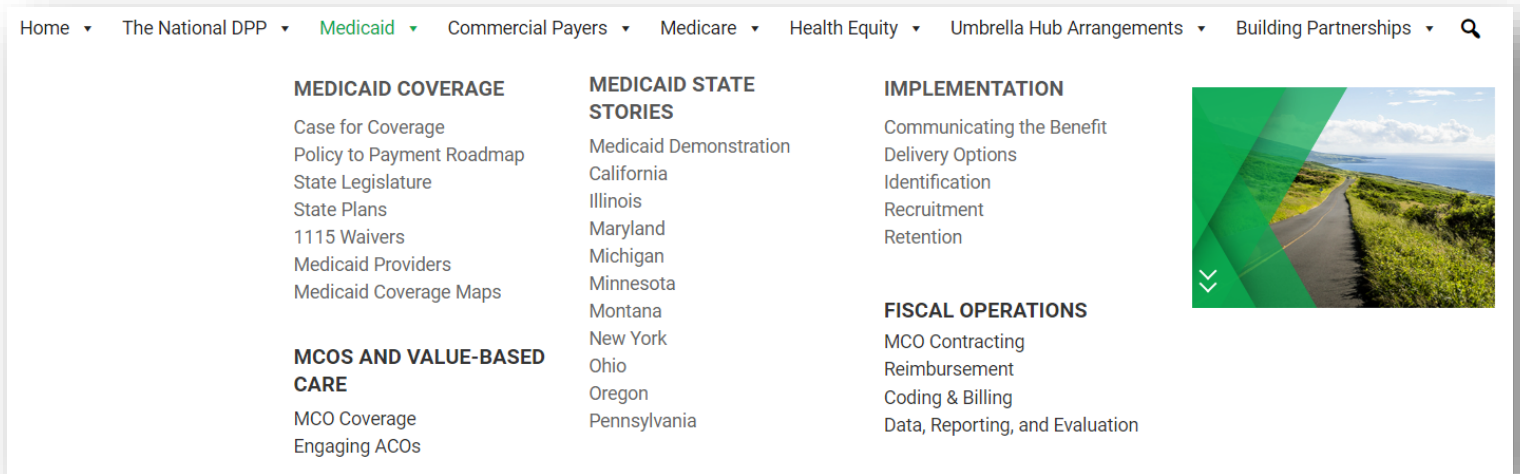 Home The National DPP Medicaid Commercial Payers Medicare Health Equity Umbrella Hub Arrangements Building Partnerships
MEDICAID COVERAGE
Case for Coverage
Policy to Payment Roadmap
State Legislature
State Plans
1115 Waivers
Medicaid Providers
Medicaid Coverage Maps
MCOS AND VALUE-BASED
CARE
MCO Coverage
Engaging ACOs
MEDICAID STATE
STORIES
Medicaid Demonstration
California
Illinois
Maryland
Michigan
Minnesota
Montana
New York
Ohio
Oregon
Pennsylvania
IMPLEMENTATION
Communicating the Benefit
Delivery Options
Identification
Recruitment
Retention
FISCAL OPERATIONS
MCO Contracting
Reimbursement
Coding & Billing
Data, Reporting, and Evaluation